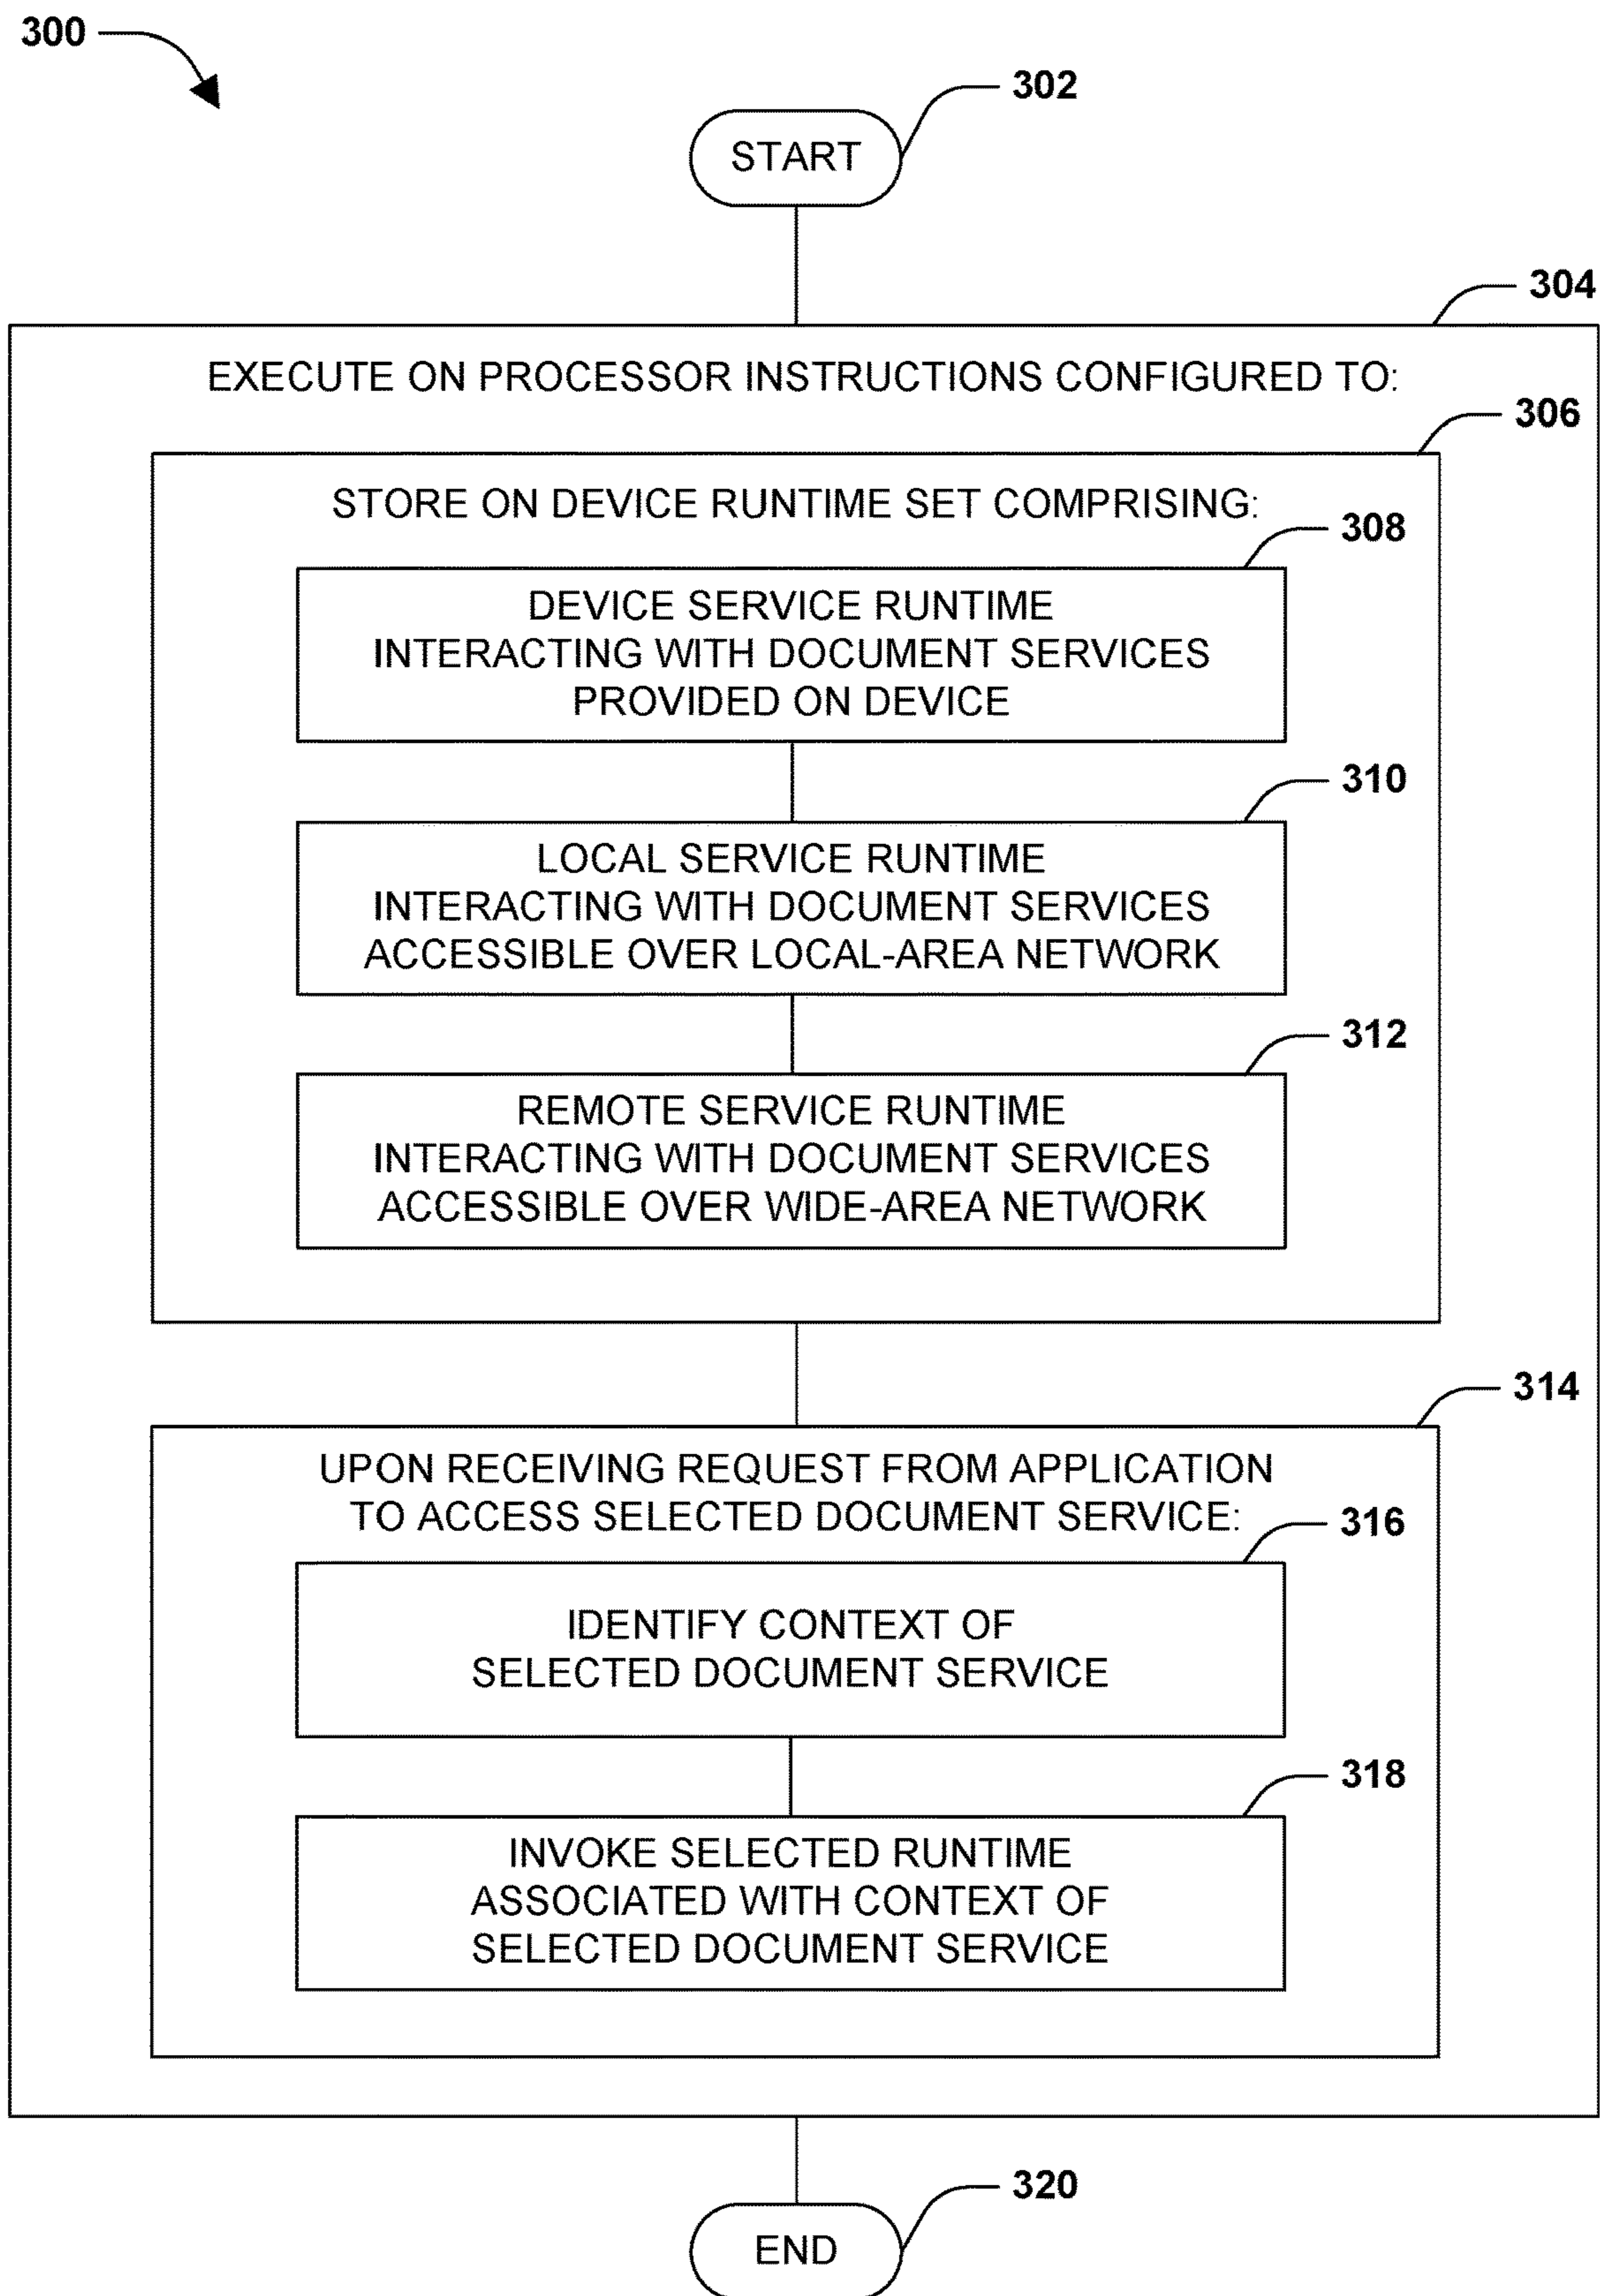 300
302
START
304
EXECUTE ON PROCESSOR INSTRUCTIONS CONFIGURED TO:
306
STORE ON DEVICE RUNTIME SET COMPRISING:
308
DEVICE SERVICE RUNTIME
INTERACTING WITH DOCUMENT SERVICES
PROVIDED ON DEVICE
310
LOCAL SERVICE RUNTIME
INTERACTING WITH DOCUMENT SERVICES
ACCESSIBLE OVER LOCAL-AREA NETWORK
312
REMOTE SERVICE RUNTIME
INTERACTING WITH DOCUMENT SERVICES
ACCESSIBLE OVER WIDE-AREA NETWORK
314
UPON RECEIVING REQUEST FROM APPLICATION
TO ACCESS SELECTED DOCUMENT SERVICE:
316
IDENTIFY CONTEXT OF
SELECTED DOCUMENT SERVICE
318
INVOKE SELECTED RUNTIME
ASSOCIATED WITH CONTEXT OF
SELECTED DOCUMENT SERVICE
320
END